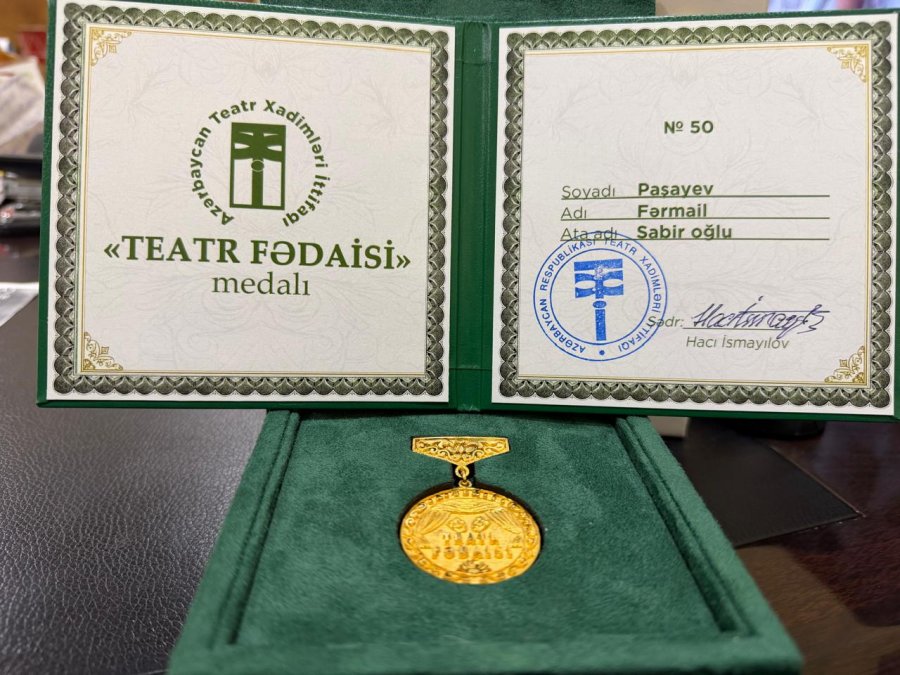 Azərbaycan Teatr Xadimləri İttifaqı
«TEATR FƏDAİSİ»
medalı
№ 50
Soyadı Paşayev
Adı Fərmail
Ata adı Sabir oğlu
AZƏRBAYCAN RESPUBLİKASI TEATR XADİMLƏRİ İTTİFAQI
Sədr:
Hacı İsmayılov
TEATR
FƏDAİSİ